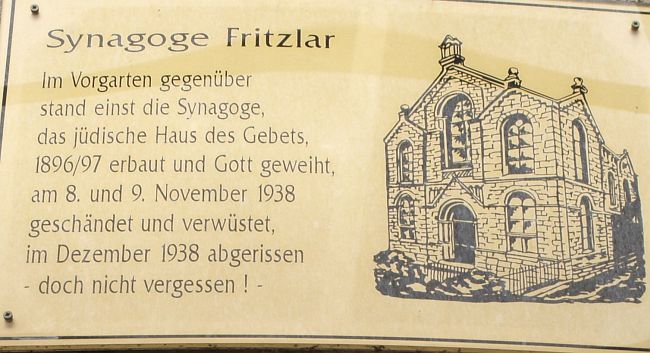 Synagoge Fritzlar
Im Vorgarten gegenüber
stand einst die Synagoge,
das jüdische Haus des Gebets,
1896/97 erbaut und Gott geweiht,
am 8. und 9. November 1938
geschändet und verwüstet,
im Dezember 1938 abgerissen
- doch nicht vergessen ! -